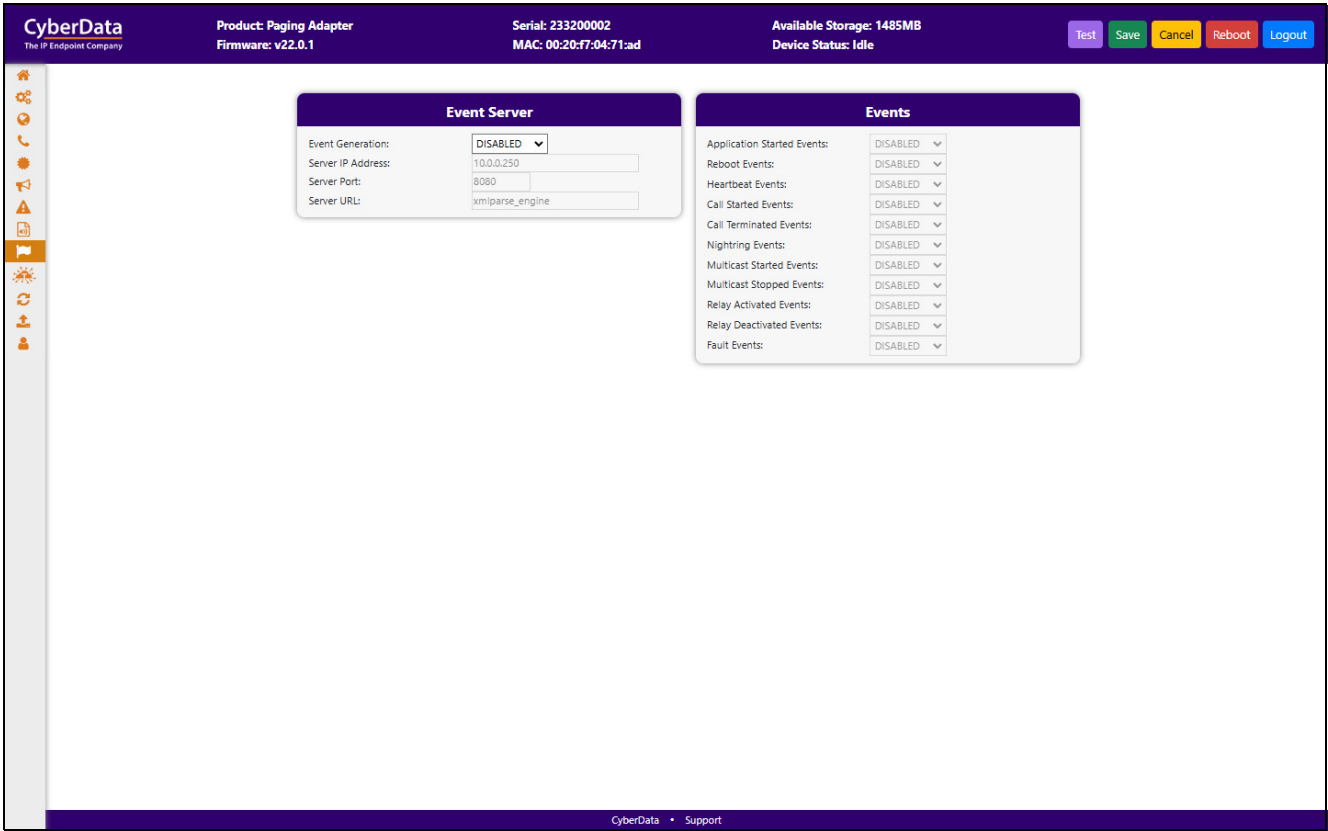 CyberData
The IP Endpoint Company
Product: Paging Adapter
Firmware: v22.0.1
Serial: 233200002
MAC: 00:20:f7:04:71:ad
Available Storage: 1485MB
Device Status: Idle
Test Save Cancel Reboot Logout
Event Server
Event Generation: DISABLED
Server IP Address: 10.0.0.250
Server Port: 8080
Server URL: xmlparse_engine
Events
Application Started Events: DISABLED
Reboot Events: DISABLED
Heartbeat Events: DISABLED
Call Started Events: DISABLED
Call Terminated Events: DISABLED
Nightring Events: DISABLED
Multicast Started Events: DISABLED
Multicast Stopped Events: DISABLED
Relay Activated Events: DISABLED
Relay Deactivated Events: DISABLED
Fault Events: DISABLED
CyberData • Support